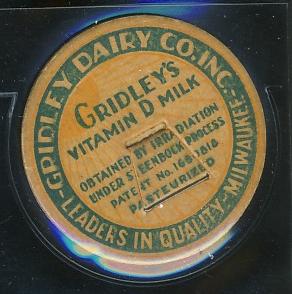 GRIDLEY DAIRY CO. INC.
GRIDLEY'S
VITAMIN D MILK
OBTAINED BY IRRADIATION
UNDER STEENBOCK PROCESS
PATENT No. 1681818
PASTEURIZED
-LEADERS IN QUALITY-MILWAUKEE-